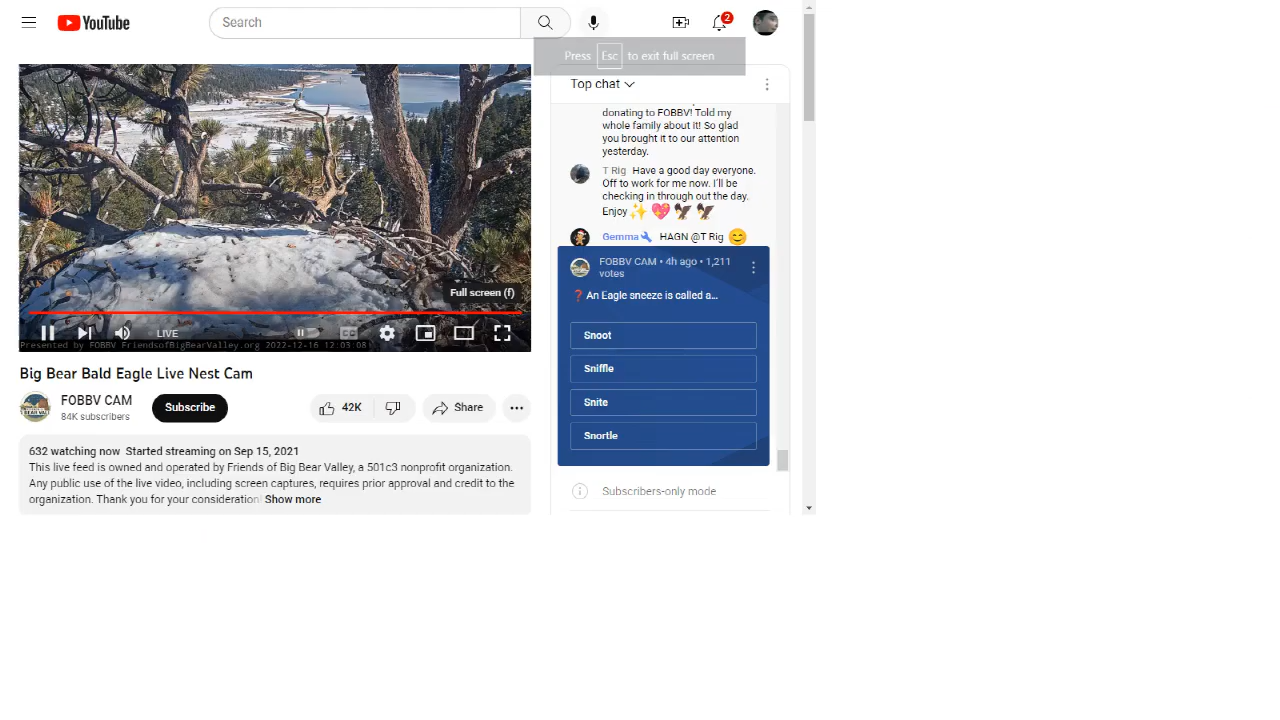 YouTube
Search
2
Press Esc to exit full screen
Top chat
donating to FOBBV! Told my
whole family about it! So glad
you brought it to our attention
yesterday.
T Rig Have a good day everyone.
Off to work for me now. I'll be
checking in through out the day.
Enjoy
Gemma HAGN @T Rig
FOBBV CAM • 4h ago • 1,211
votes
An Eagle sneeze is called a...
Snoot
Sniffle
Snite
Snortle
Subscribers-only mode
Full screen (f)
LIVE
CC
Presented by FOBBV FriendsofBigBearValley.org 2022-12-16 12:03:08
Big Bear Bald Eagle Live Nest Cam
FOBBV CAM
84K subscribers
Subscribe
42K
Share
632 watching now Started streaming on Sep 15, 2021
This live feed is owned and operated by Friends of Big Bear Valley, a 501c3 nonprofit organization.
Any public use of the live video, including screen captures, requires prior approval and credit to the
organization. Thank you for your consideration! Show more